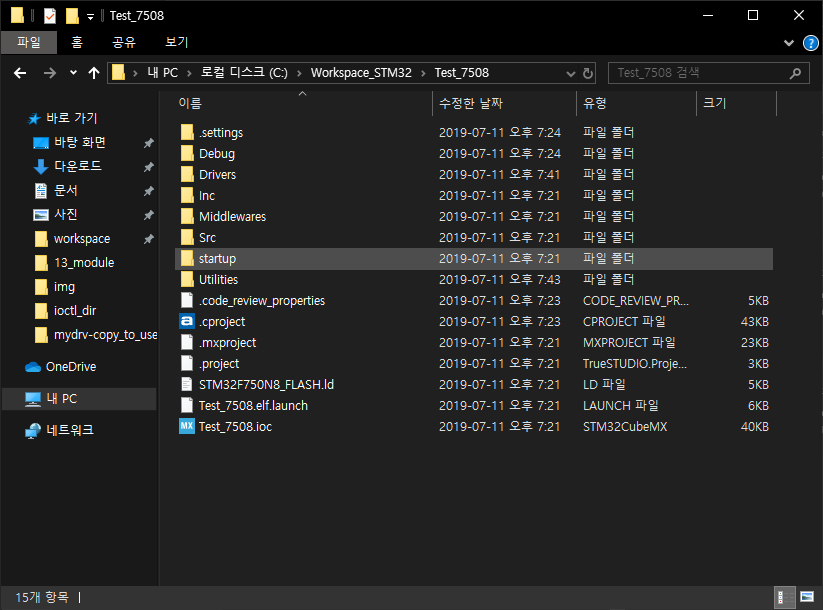 Test_7508
파일 홈 공유 보기
내 PC 로컬 디스크 (C:) Workspace_STM32 Test_7508 Test_7508 검색
이름 수정한 날짜 유형 크기
바로 가기
바탕 화면
다운로드
문서
사진
workspace
13_module
img
ioctl_dir
mydrv-copy_to_use
OneDrive
내 PC
네트워크
.settings 2019-07-11 오후 7:24 파일 폴더
Debug 2019-07-11 오후 7:24 파일 폴더
Drivers 2019-07-11 오후 7:41 파일 폴더
Inc 2019-07-11 오후 7:21 파일 폴더
Middlewares 2019-07-11 오후 7:21 파일 폴더
Src 2019-07-11 오후 7:21 파일 폴더
startup 2019-07-11 오후 7:21 파일 폴더
Utilities 2019-07-11 오후 7:43 파일 폴더
.code_review_properties 2019-07-11 오후 7:23 CODE_REVIEW_PR... 5KB
.cproject 2019-07-11 오후 7:23 CPROJECT 파일 43KB
.mxproject 2019-07-11 오후 7:21 MXPROJECT 파일 23KB
.project 2019-07-11 오후 7:21 TrueSTUDIO.Proje... 3KB
STM32F750N8_FLASH.ld 2019-07-11 오후 7:21 LD 파일 5KB
Test_7508.elf.launch 2019-07-11 오후 7:21 LAUNCH 파일 6KB
MX Test_7508.ioc 2019-07-11 오후 7:21 STM32CubeMX 40KB
15개 항목